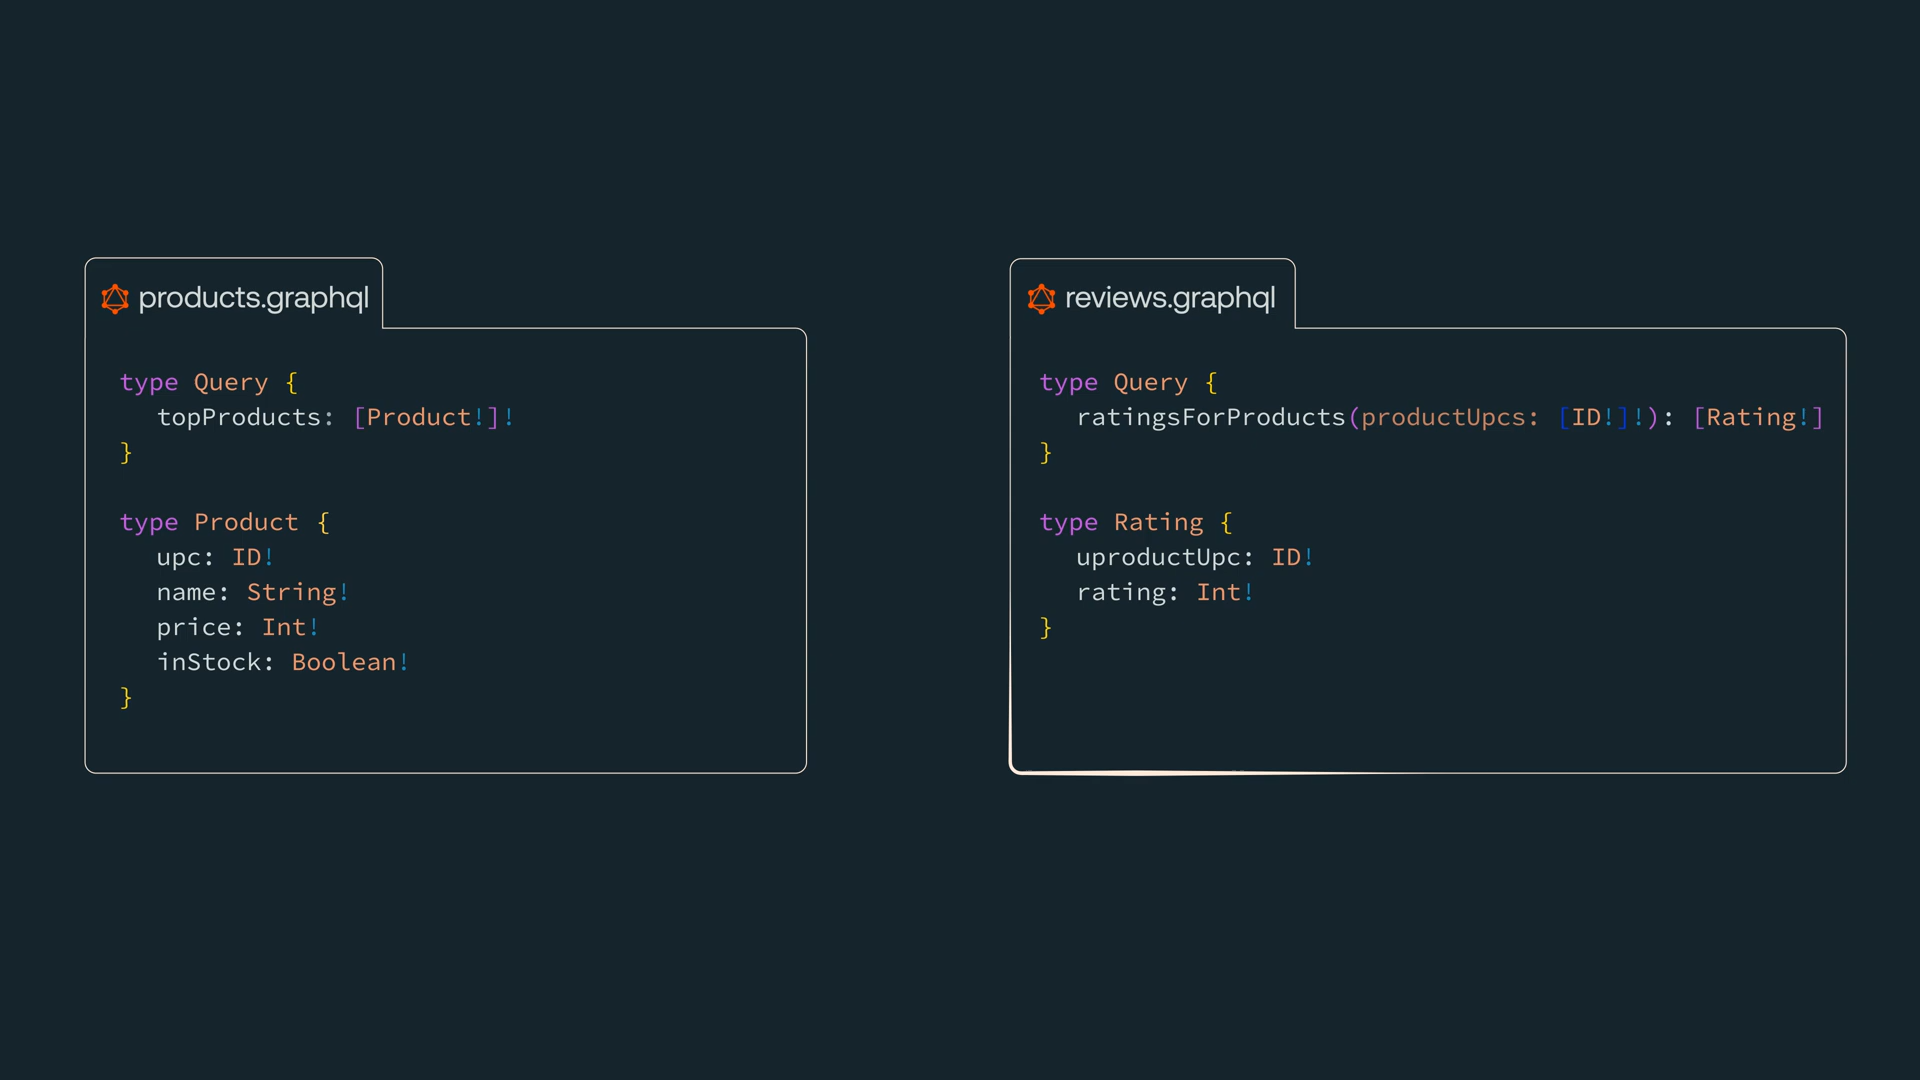 products.graphql
type Query {
topProducts: [Product!]!
}
type Product {
upc: ID!
name: String!
price: Int!
inStock: Boolean!
}
reviews.graphql
type Query {
ratingsForProducts(productUpcs: [ID!]!): [Rating!]
}
type Rating {
uproductUpc: ID!
rating: Int!
}